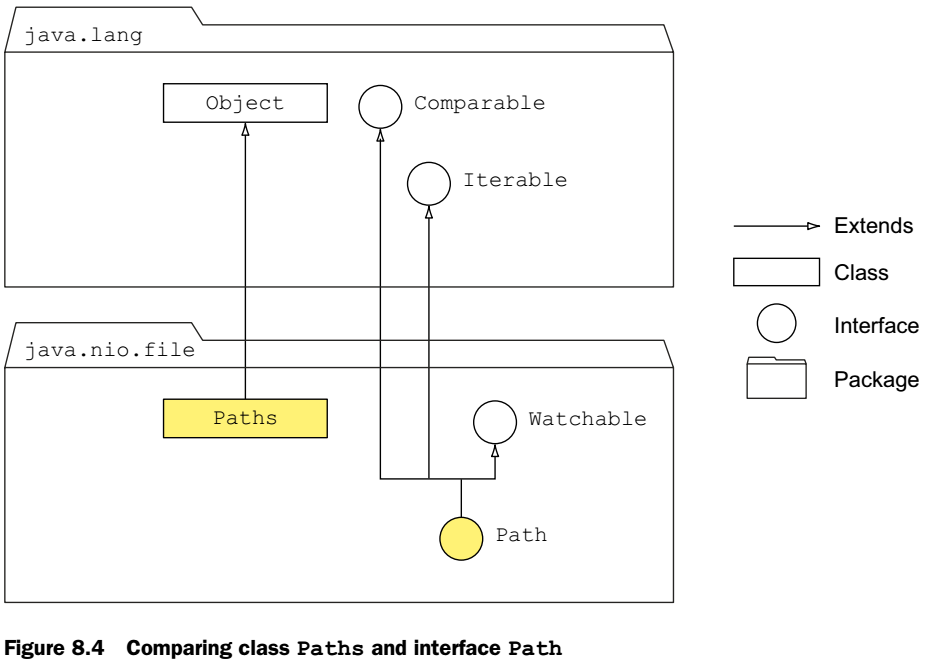 java.lang
Object
Comparable
Iterable
Extends
Class
Interface
Package
java.nio.file
Paths
Watchable
Path
Figure 8.4 Comparing class Paths and interface Path